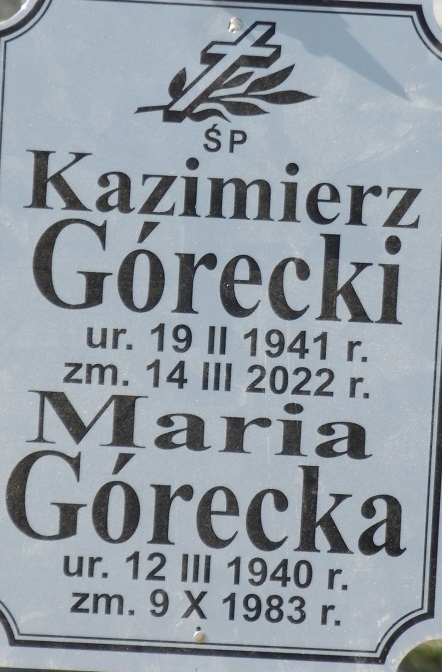 ŚP
Kazimierz
Górecki
ur. 19 II 1941 r.
zm. 14 III 2022 r.
Maria
Górecka
ur. 12 III 1940 r.
zm. 9 X 1983 r.